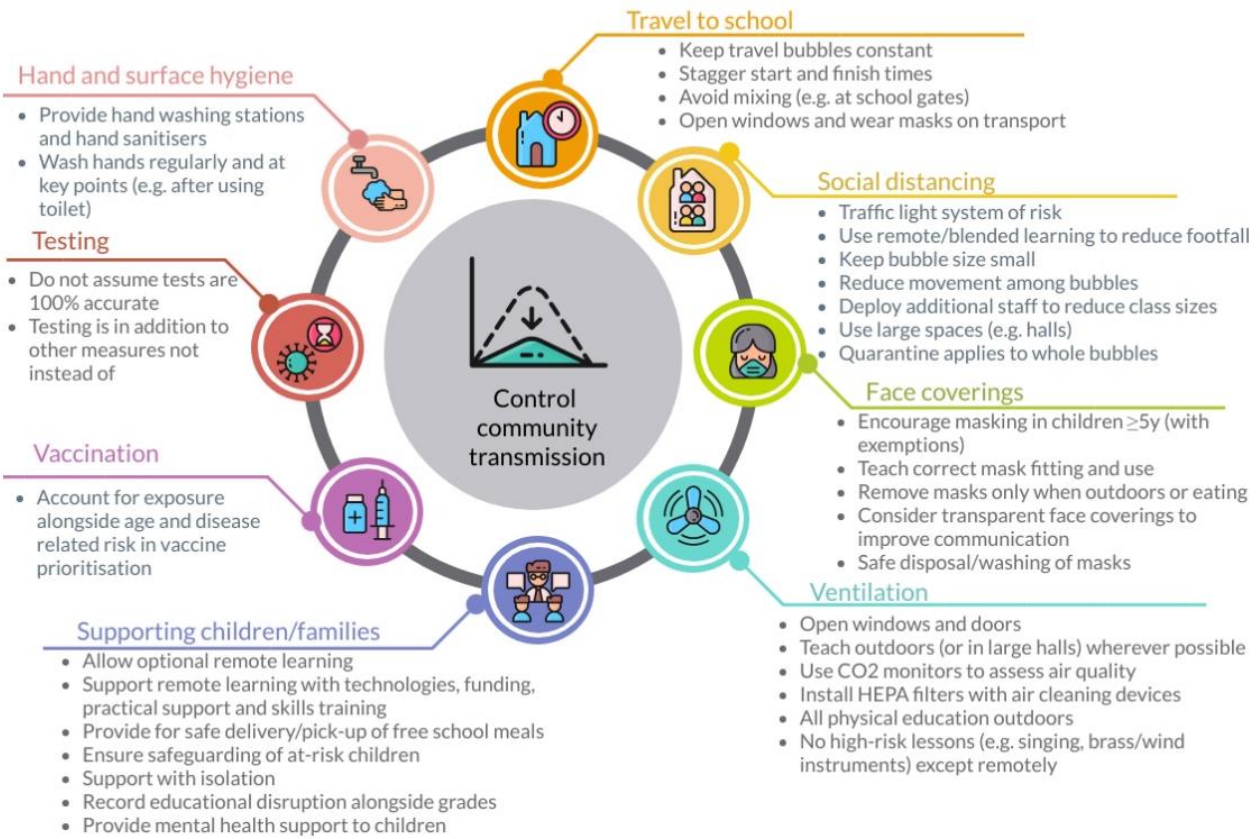 Travel to school
• Keep travel bubbles constant
• Stagger start and finish times
• Avoid mixing (e.g. at school gates)
• Open windows and wear masks on transport
Social distancing
• Traffic light system of risk
• Use remote/blended learning to reduce footfall
• Keep bubble size small
• Reduce movement among bubbles
• Deploy additional staff to reduce class sizes
• Use large spaces (e.g. halls)
• Quarantine applies to whole bubbles
Face coverings
• Encourage masking in children ≥5y (with
exemptions)
• Teach correct mask fitting and use
• Remove masks only when outdoors or eating
• Consider transparent face coverings to
improve communication
• Safe disposal/washing of masks
Ventilation
• Open windows and doors
• Teach outdoors (or in large halls) wherever possible
• Use CO2 monitors to assess air quality
• Install HEPA filters with air cleaning devices
• All physical education outdoors
• No high-risk lessons (e.g. singing, brass/wind
instruments) except remotely
Supporting children/families
• Allow optional remote learning
• Support remote learning with technologies, funding,
practical support and skills training
• Provide for safe delivery/pick-up of free school meals
• Ensure safeguarding of at-risk children
• Support with isolation
• Record educational disruption alongside grades
• Provide mental health support to children
Vaccination
• Account for exposure
alongside age and disease
related risk in vaccine
prioritisation
Testing
• Do not assume tests are
100% accurate
• Testing is in addition to
other measures not
instead of
Hand and surface hygiene
• Provide hand washing stations
and hand sanitisers
• Wash hands regularly and at
key points (e.g. after using
toilet)
Control
community
transmission